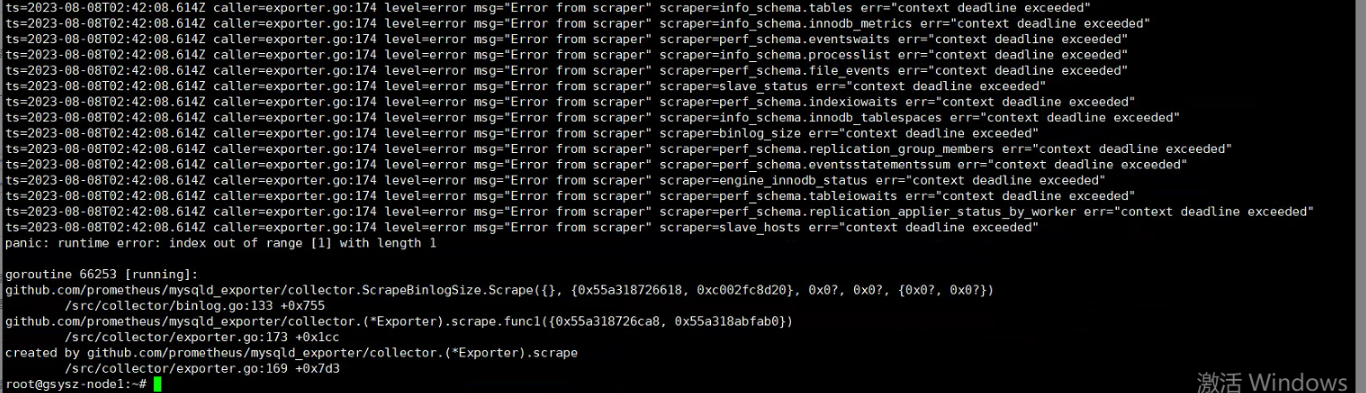 ts=2023-08-08T02:42:08.614Z caller=exporter.go:174 level=error msg="Error from scraper" scraper=info_schema.tables err="context deadline exceeded"
ts=2023-08-08T02:42:08.614Z caller=exporter.go:174 level=error msg="Error from scraper" scraper=info_schema.innodb_metrics err="context deadline exceeded"
ts=2023-08-08T02:42:08.614Z caller=exporter.go:174 level=error msg="Error from scraper" scraper=perf_schema.eventswaits err="context deadline exceeded"
ts=2023-08-08T02:42:08.614Z caller=exporter.go:174 level=error msg="Error from scraper" scraper=info_schema.processlist err="context deadline exceeded"
ts=2023-08-08T02:42:08.614Z caller=exporter.go:174 level=error msg="Error from scraper" scraper=perf_schema.file_events err="context deadline exceeded"
ts=2023-08-08T02:42:08.614Z caller=exporter.go:174 level=error msg="Error from scraper" scraper=slave_status err="context deadline exceeded"
ts=2023-08-08T02:42:08.614Z caller=exporter.go:174 level=error msg="Error from scraper" scraper=perf_schema.indexiowaits err="context deadline exceeded"
ts=2023-08-08T02:42:08.614Z caller=exporter.go:174 level=error msg="Error from scraper" scraper=info_schema.innodb_tablespaces err="context deadline exceeded"
ts=2023-08-08T02:42:08.614Z caller=exporter.go:174 level=error msg="Error from scraper" scraper=binlog_size err="context deadline exceeded"
ts=2023-08-08T02:42:08.614Z caller=exporter.go:174 level=error msg="Error from scraper" scraper=perf_schema.replication_group_members err="context deadline exceeded"
ts=2023-08-08T02:42:08.614Z caller=exporter.go:174 level=error msg="Error from scraper" scraper=perf_schema.eventsstatementssum err="context deadline exceeded"
ts=2023-08-08T02:42:08.614Z caller=exporter.go:174 level=error msg="Error from scraper" scraper=engine_innodb_status err="context deadline exceeded"
ts=2023-08-08T02:42:08.614Z caller=exporter.go:174 level=error msg="Error from scraper" scraper=perf_schema.tableiowaits err="context deadline exceeded"
ts=2023-08-08T02:42:08.614Z caller=exporter.go:174 level=error msg="Error from scraper" scraper=perf_schema.replication_applier_status_by_worker err="context deadline exceeded"
ts=2023-08-08T02:42:08.614Z caller=exporter.go:174 level=error msg="Error from scraper" scraper=slave_hosts err="context deadline exceeded"
panic: runtime error: index out of range [1] with length 1
goroutine 66253 [running]:
github.com/prometheus/mysqld_exporter/collector.ScrapeBinlogSize.Scrape({}, {0x55a318726618, 0xc002fc8d20}, 0x0?, 0x0?, {0x0?, 0x0?})
/src/collector/binlog.go:133 +0x755
github.com/prometheus/mysqld_exporter/collector.(*Exporter).scrape.func1({0x55a318726ca8, 0x55a318abfab0})
/src/collector/exporter.go:173 +0x1cc
created by github.com/prometheus/mysqld_exporter/collector.(*Exporter).scrape
/src/collector/exporter.go:169 +0x7d3
root@gsysz-node1:~#
激活 Windows